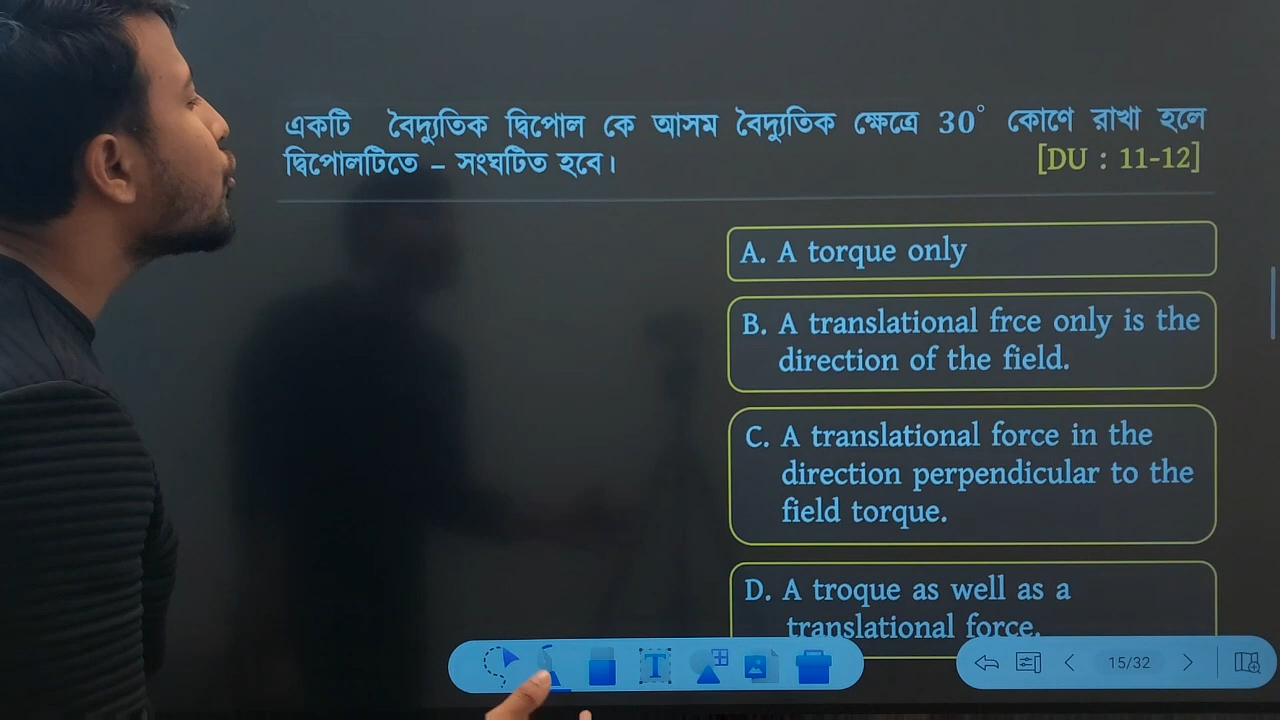 একটি বৈদ্যুতিক দ্বিপোল কে আসম বৈদ্যুতিক ক্ষেত্রে 30° কোণে রাখা হলে
দ্বিপোলটিতে – সংঘটিত হবে।
[DU : 11-12]
A. A torque only
B. A translational frce only is the
direction of the field.
C. A translational force in the
direction perpendicular to the
field torque.
D. A troque as well as a
translational force.
T
15/32